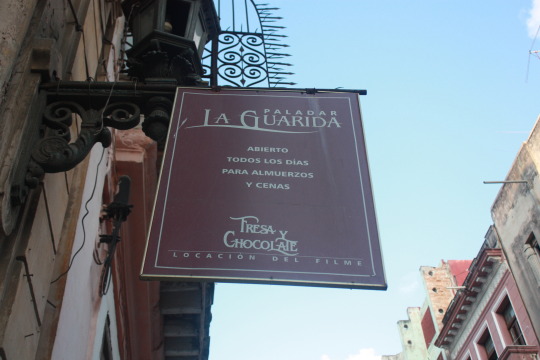 PALADAR
LA GUARIDA
ABIERTO
TODOS LOS DÍAS
PARA ALMUERZOS
Y CENAS
FRESA Y
CHOCOLATE
LOCACIÓN DEL FILME